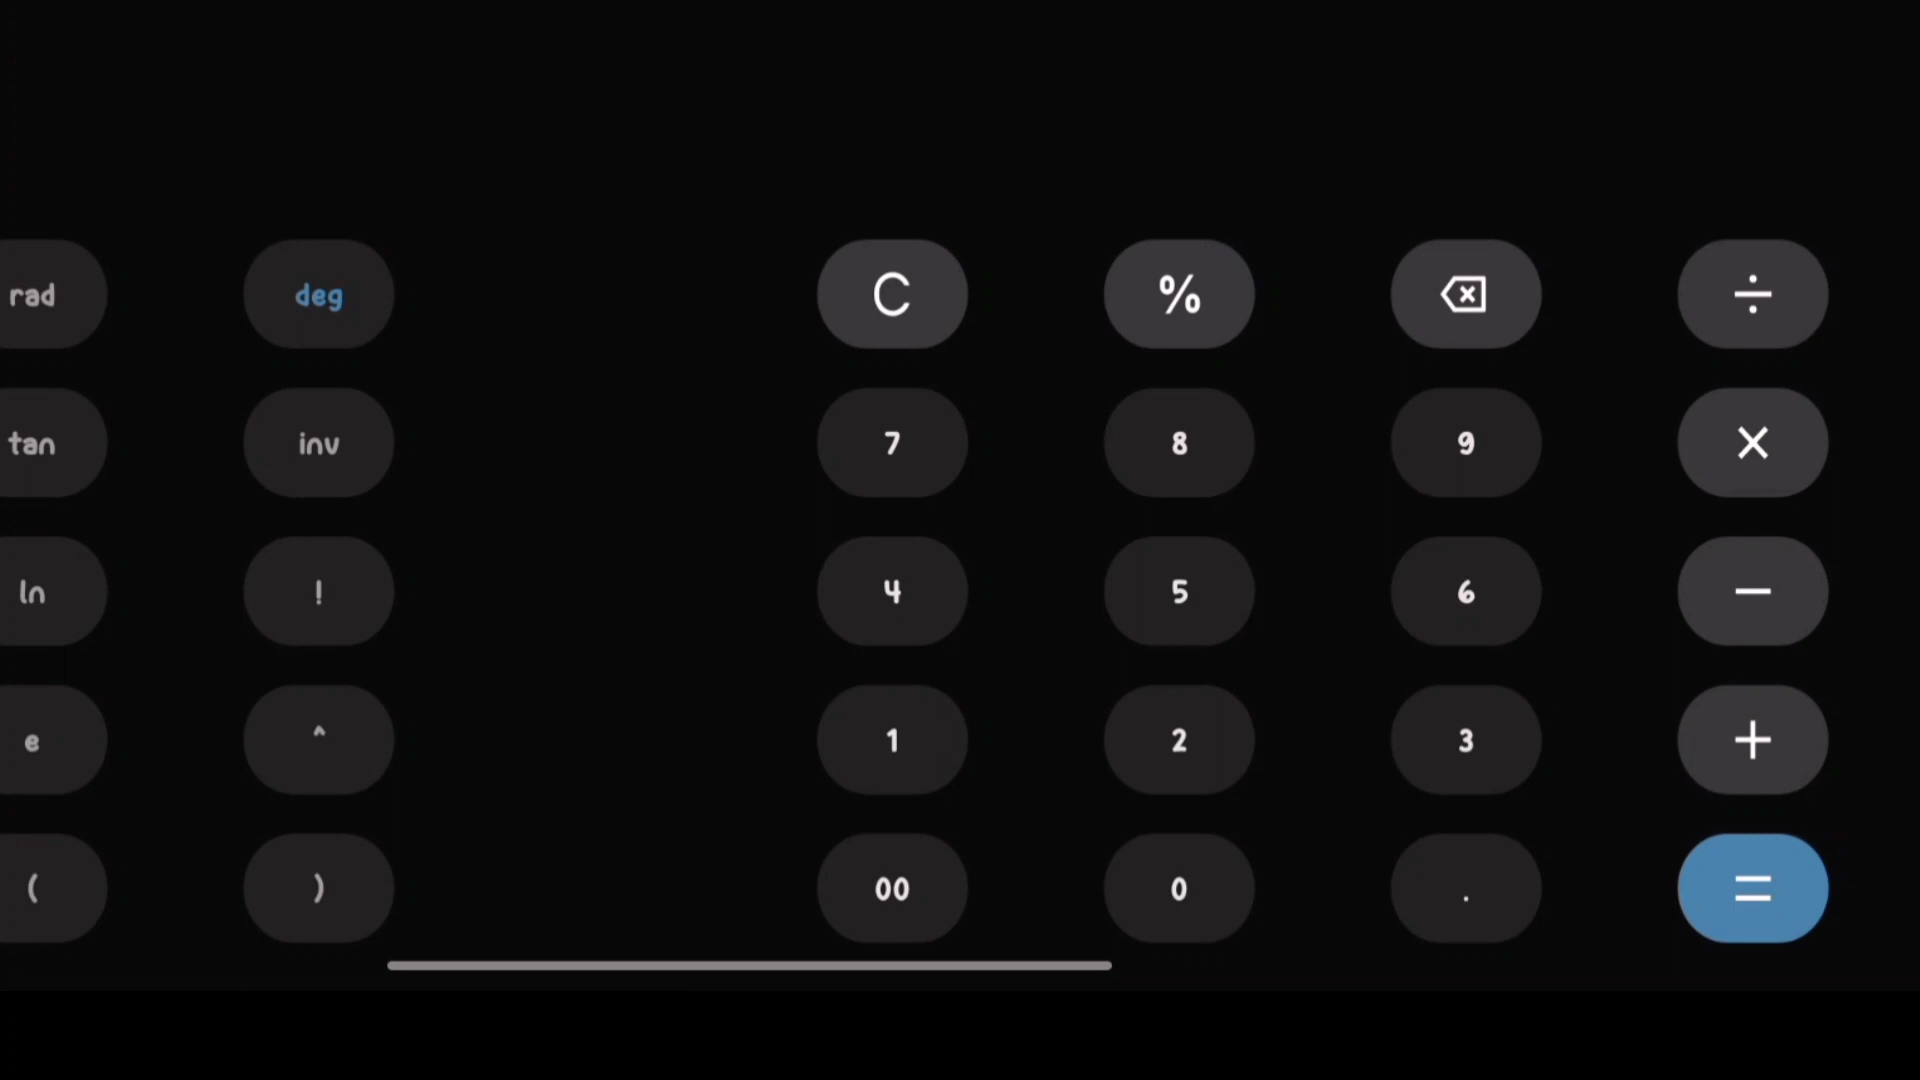 rad deg C % ÷
tan inv 7 8 9 ×
ln ! 4 5 6 −
e ^ 1 2 3 +
( ) 00 0 . =